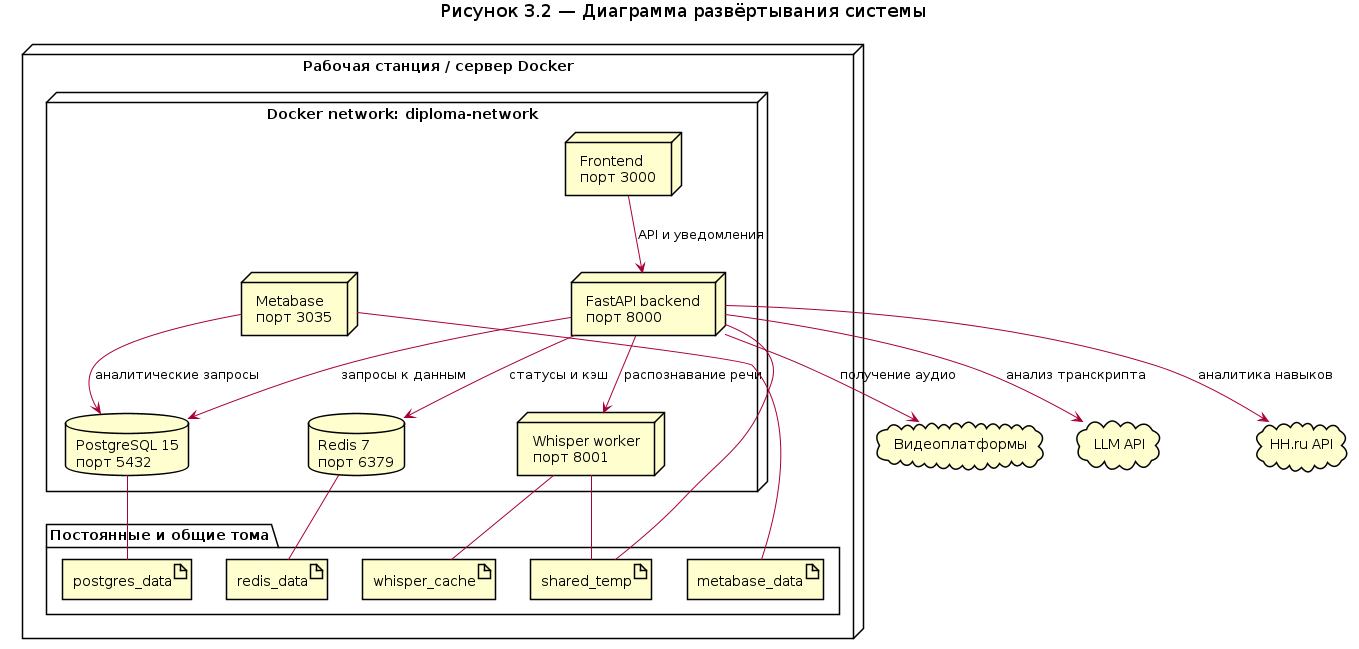 Рисунок 3.2 — Диаграмма развёртывания системы
Рабочая станция / сервер Docker
Docker network: diploma-network
Frontend
порт 3000
API и уведомления
Metabase
порт 3035
FastAPI backend
порт 8000
аналитические запросы
запросы к данным
статусы и кэш
распознавание речи
получение аудио
анализ транскрипта
аналитика навыков
PostgreSQL 15
порт 5432
Redis 7
порт 6379
Whisper worker
порт 8001
Видеоплатформы
LLM API
HH.ru API
Постоянные и общие тома
postgres_data
redis_data
whisper_cache
shared_temp
metabase_data